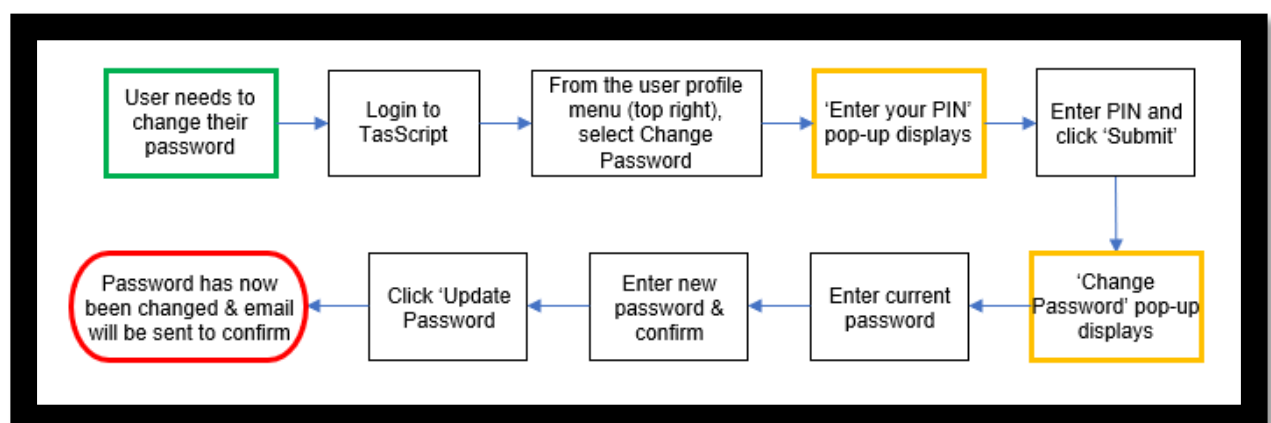 User needs to
change their
password
Login to
TasScript
From the user profile
menu (top right),
select Change
Password
‘Enter your PIN’
pop-up displays
Enter PIN and
click ‘Submit’
‘Change
Password’ pop-up
displays
Enter current
password
Enter new
password &
confirm
Click ‘Update
Password
Password has now
been changed & email
will be sent to confirm